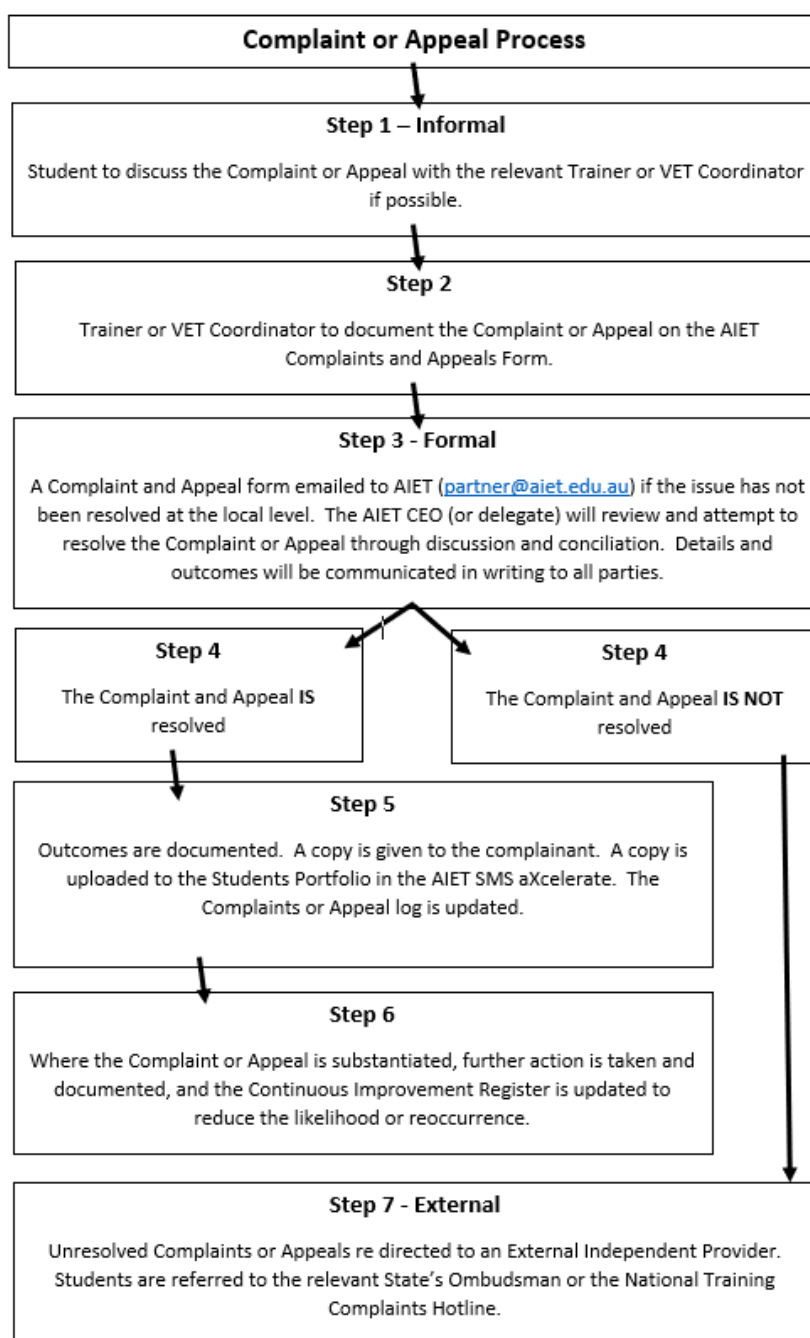 Complaint or Appeal Process
Step 1 – Informal
Student to discuss the Complaint or Appeal with the relevant Trainer or VET Coordinator
if possible.
Step 2
Trainer or VET Coordinator to document the Complaint or Appeal on the AIET
Complaints and Appeals Form.
Step 3 - Formal
A Complaint and Appeal form emailed to AIET (partner@aiet.edu.au) if the issue has not
been resolved at the local level. The AIET CEO (or delegate) will review and attempt to
resolve the Complaint or Appeal through discussion and conciliation. Details and
outcomes will be communicated in writing to all parties.
Step 4
The Complaint and Appeal IS
resolved
Step 4
The Complaint and Appeal IS NOT
resolved
Step 5
Outcomes are documented. A copy is given to the complainant. A copy is
uploaded to the Students Portfolio in the AIET SMS aXcelerate. The
Complaints or Appeal log is updated.
Step 6
Where the Complaint or Appeal is substantiated, further action is taken and
documented, and the Continuous Improvement Register is updated to
reduce the likelihood or reoccurrence.
Step 7 - External
Unresolved Complaints or Appeals re directed to an External Independent Provider.
Students are referred to the relevant State's Ombudsman or the National Training
Complaints Hotline.